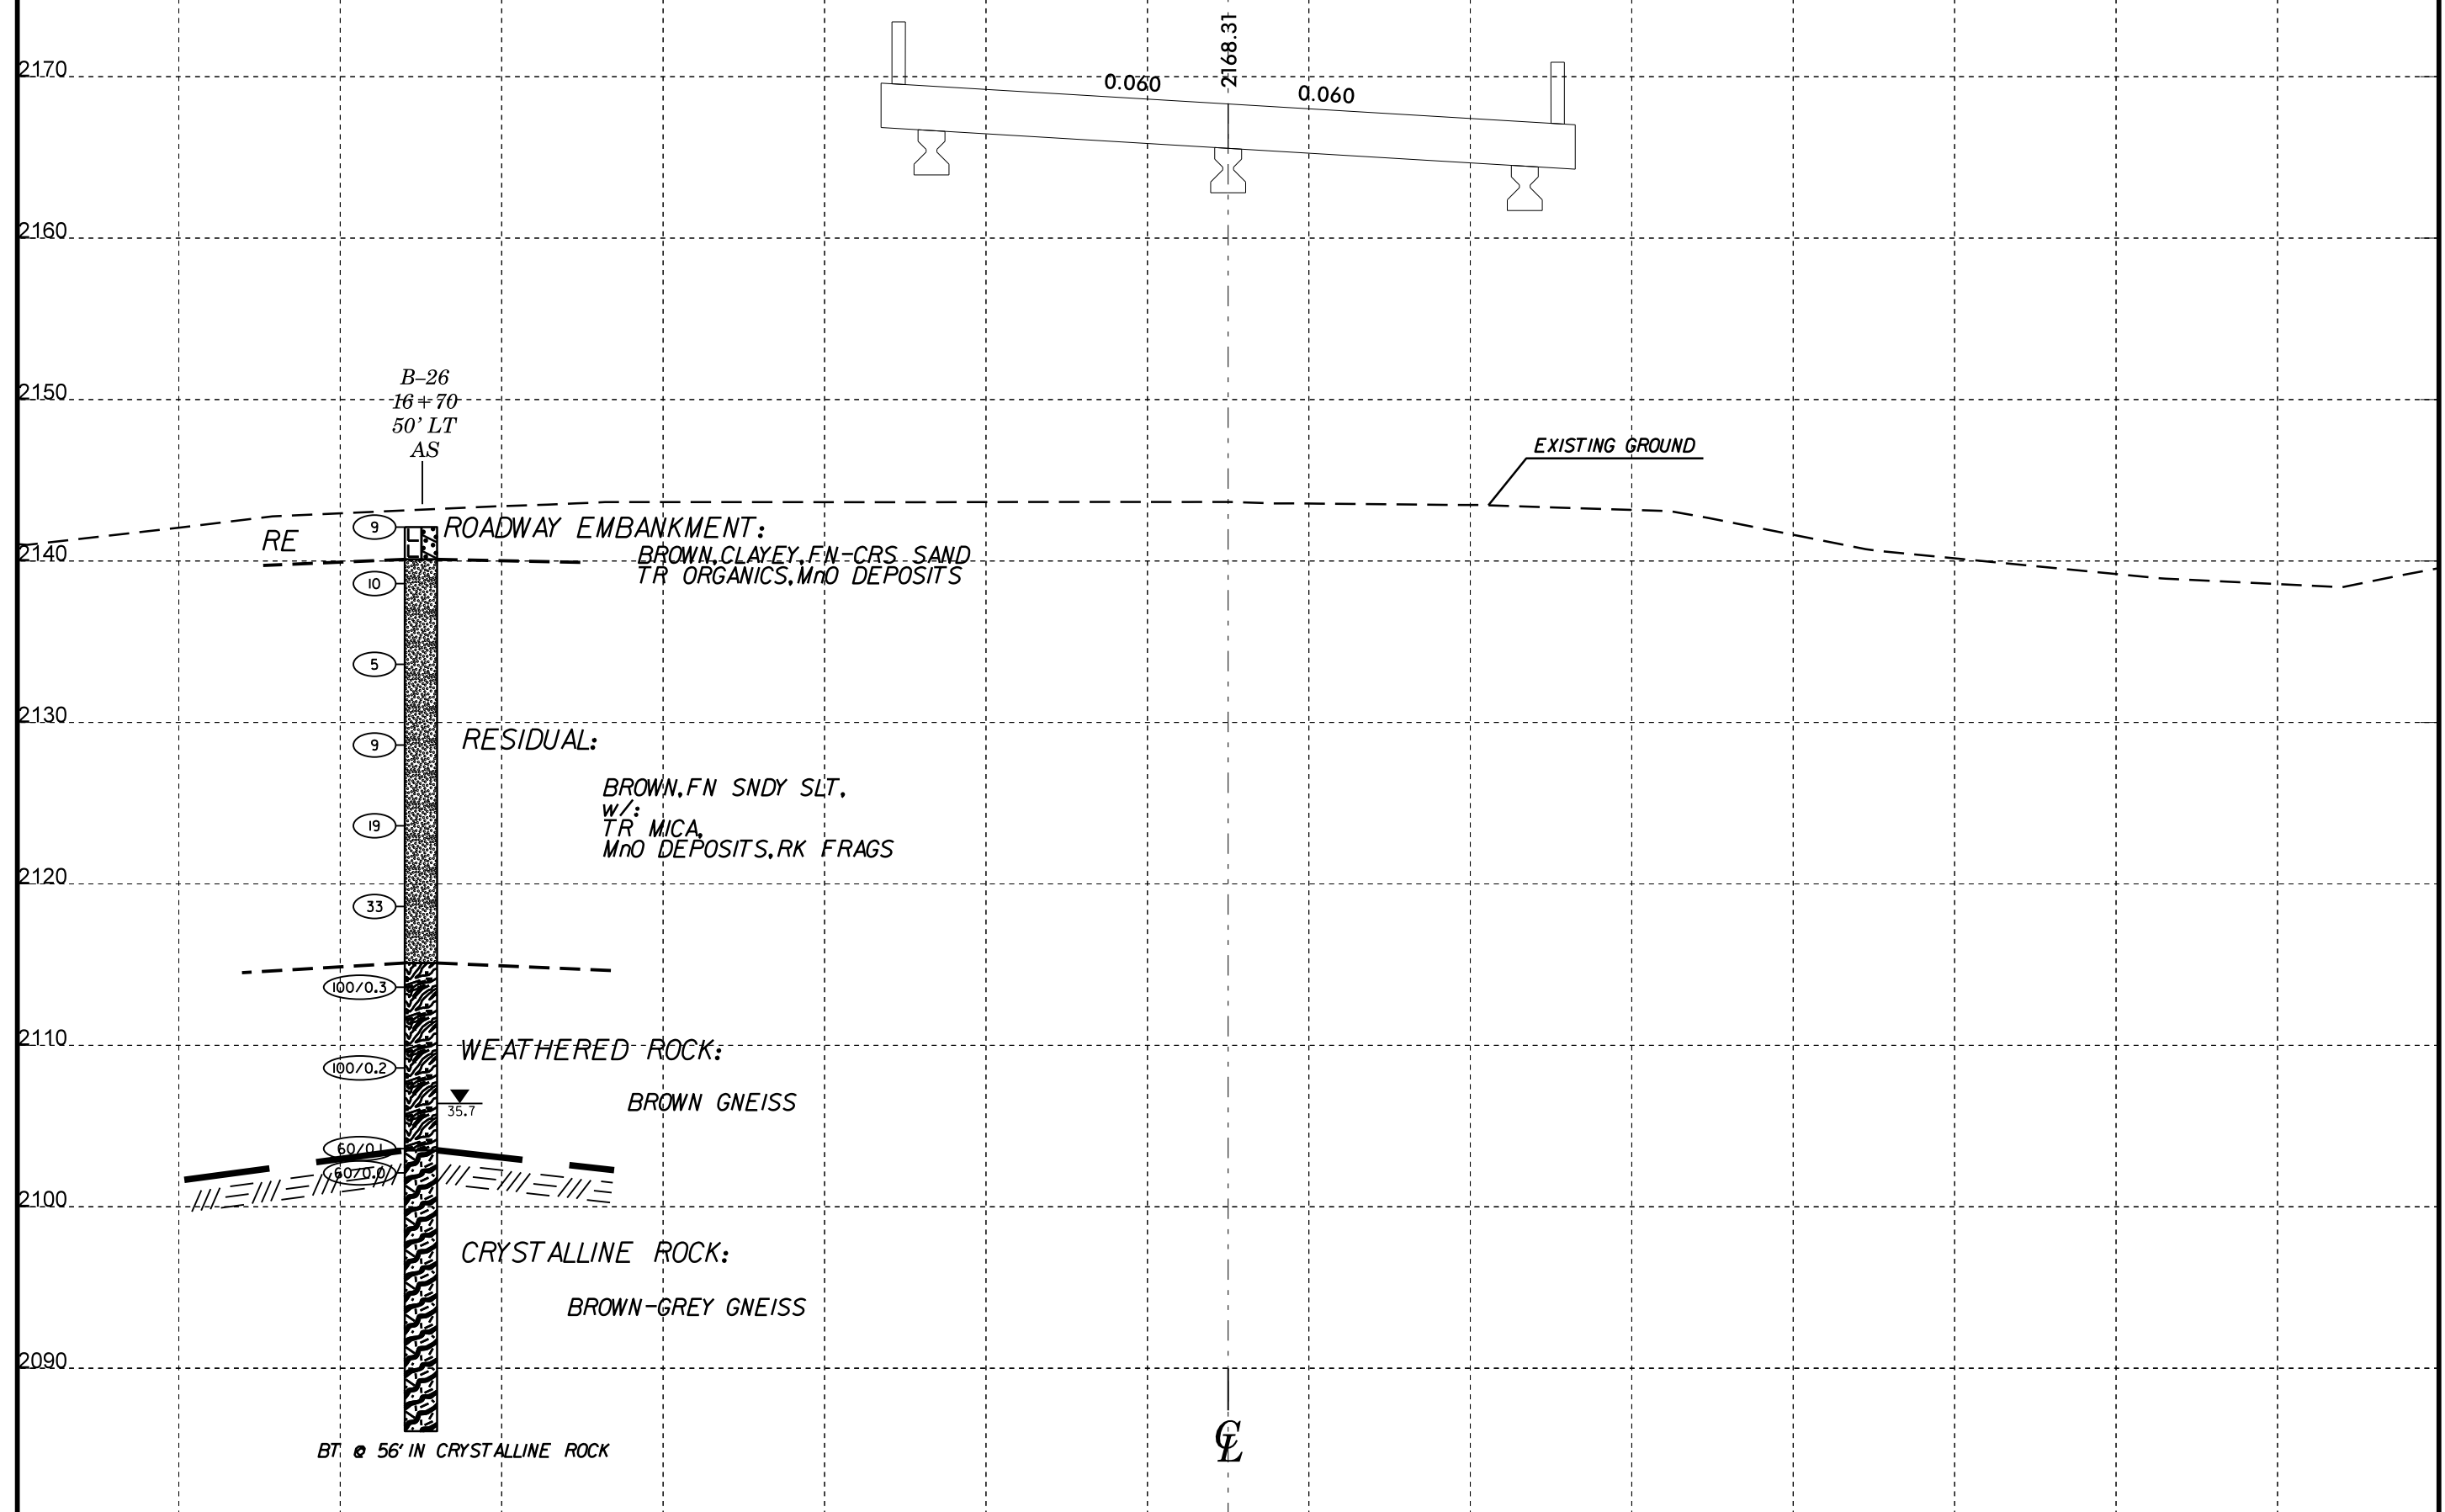 2168.31
2170
0.060
0.060
2160
B–26
2150
16+70
50' LT
AS
EXISTING GROUND
9
ROADWAY EMBANKMENT:
RE
2140
BROWN,CLAYEY,FN-CRS SAND
TR ORGANICS,MnO DEPOSITS
10
5
2130
9
RESIDUAL:
BROWN,FN SNDY SLT,
w/:
TR MICA,
MnO DEPOSITS,RK FRAGS
19
2120
33
100/0.3
2110
WEATHERED ROCK:
100/0.2
BROWN GNEISS
35.7
60/0.1
60/0.0
2100
CRYSTALLINE ROCK:
BROWN-GREY GNEISS
2090
CL
BT @ 56' IN CRYSTALLINE ROCK